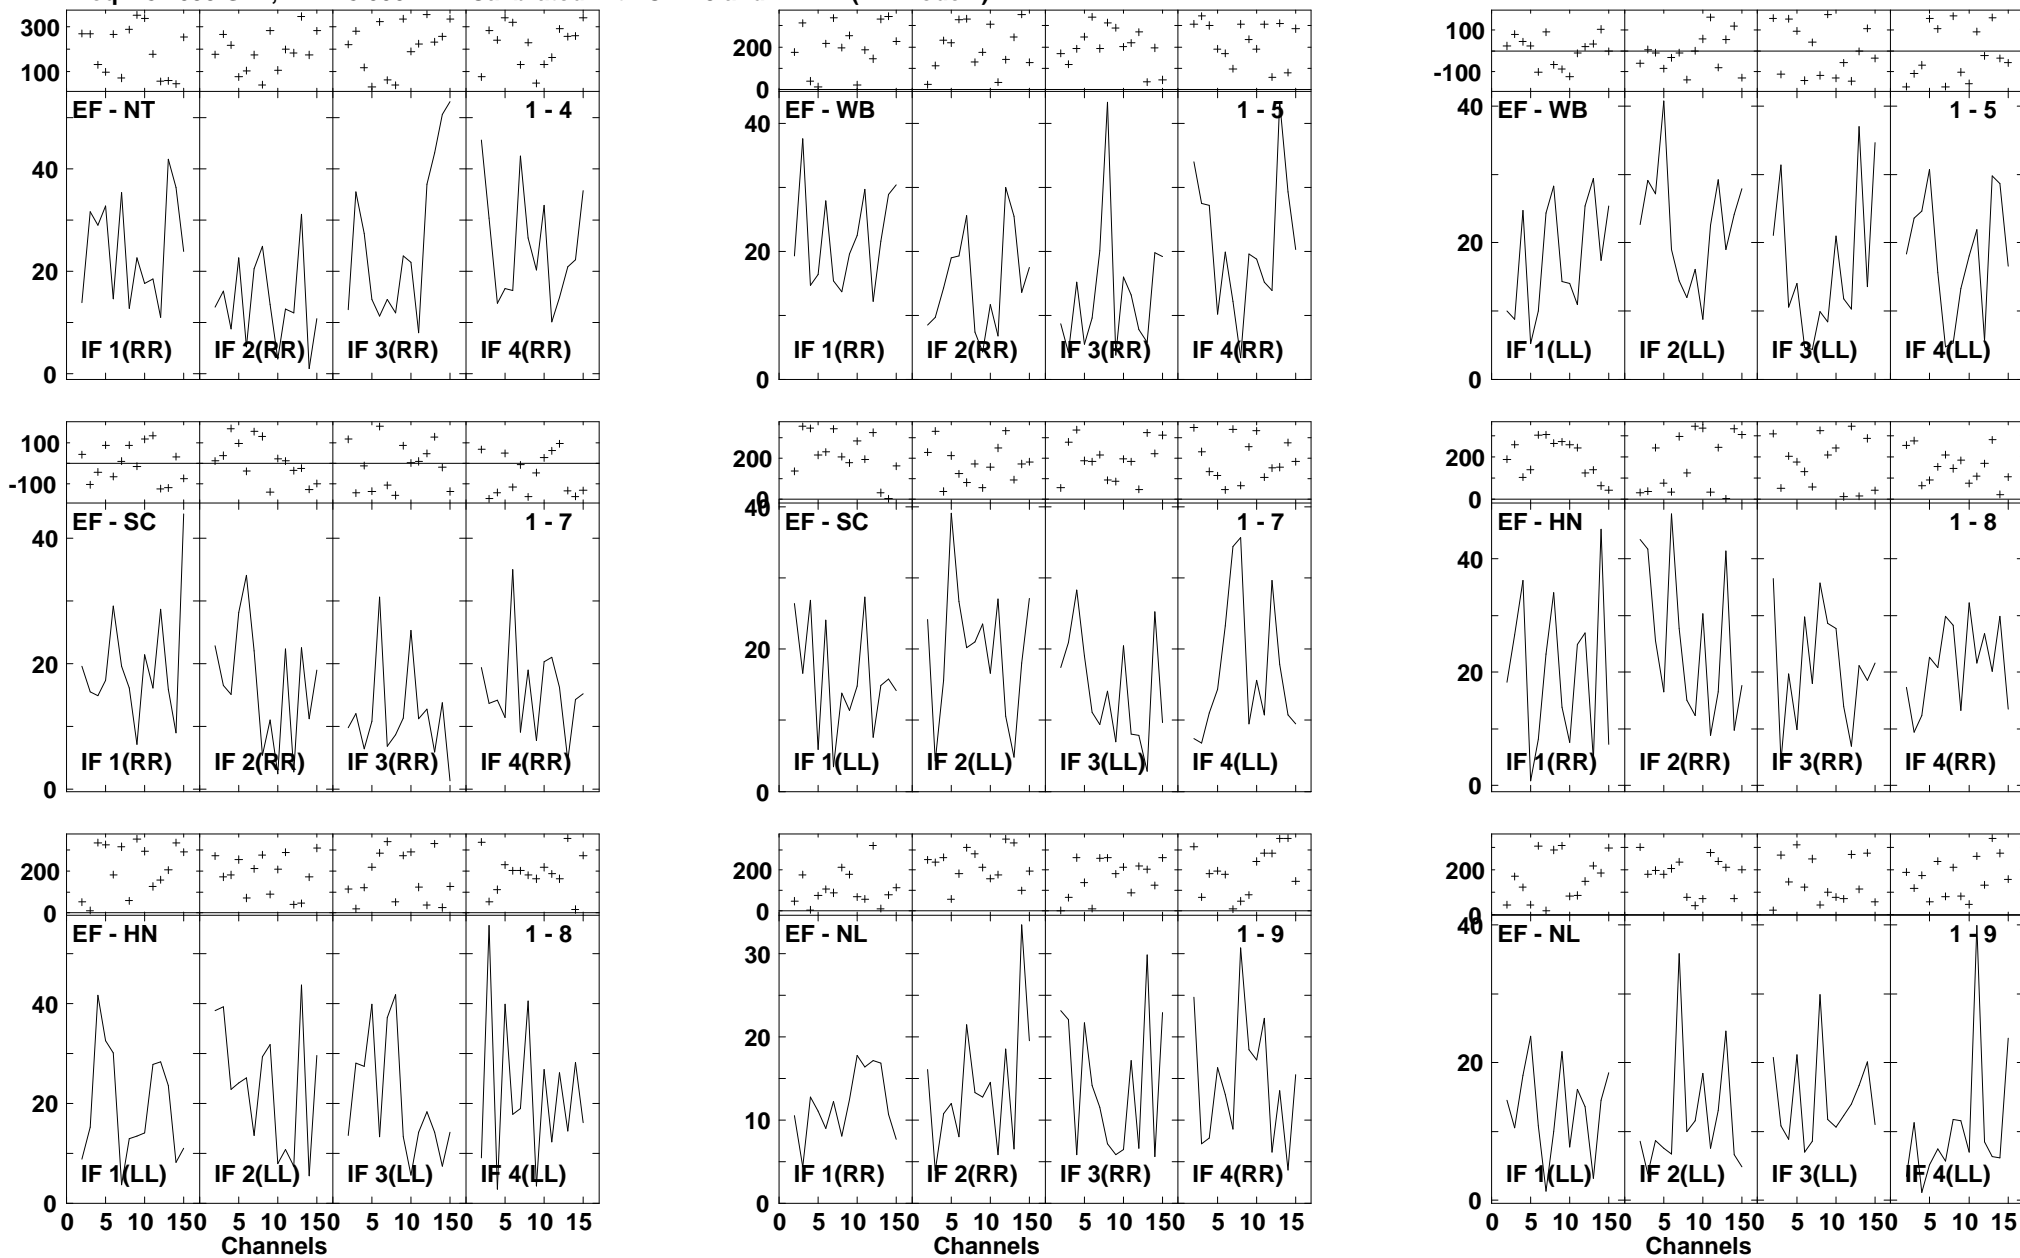 300
100
EF - NT 1 - 4
40
20
0
IF 1(RR) IF 2(RR) IF 3(RR) IF 4(RR)
200
0
EF - WB 1 - 5
40
20
0
IF 1(RR) IF 2(RR) IF 3(RR) IF 4(RR)
100
-100
EF - WB 1 - 5
40
20
0
IF 1(LL) IF 2(LL) IF 3(LL) IF 4(LL)
100
-100
EF - SC 1 - 7
40
20
0
IF 1(RR) IF 2(RR) IF 3(RR) IF 4(RR)
200
0
EF - SC 1 - 7
40
20
0
IF 1(LL) IF 2(LL) IF 3(LL) IF 4(LL)
200
0
EF - HN 1 - 8
40
20
0
IF 1(RR) IF 2(RR) IF 3(RR) IF 4(RR)
200
0
EF - HN 1 - 8
40
20
0
IF 1(LL) IF 2(LL) IF 3(LL) IF 4(LL)
0 5 10 150 5 10 150 5 10 150 5 10 15
Channels
200
0
EF - NL 1 - 9
30
20
10
0
IF 1(RR) IF 2(RR) IF 3(RR) IF 4(RR)
0 5 10 150 5 10 150 5 10 150 5 10 15
Channels
200
0
EF - NL 1 - 9
40
20
0
IF 1(LL) IF 2(LL) IF 3(LL) IF 4(LL)
0 5 10 150 5 10 150 5 10 150 5 10 15
Channels